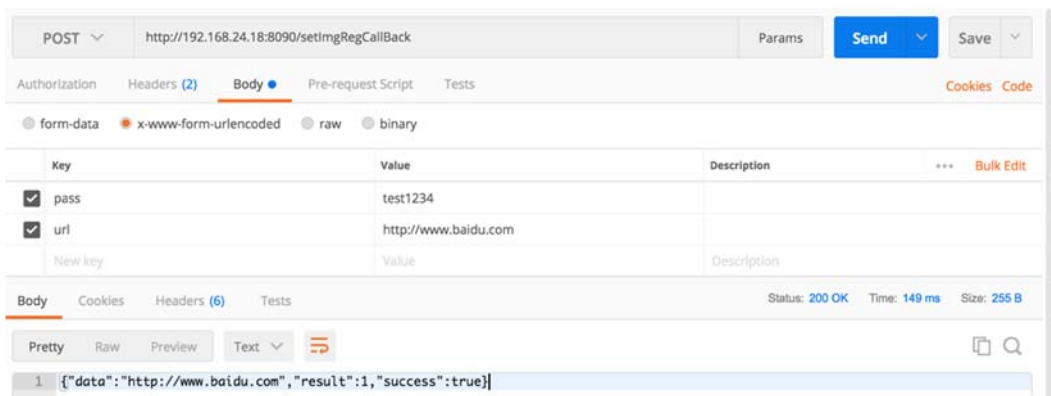 POST http://192.168.24.18:8090/setImgRegCallBack Params Send Save
Authorization Headers (2) Body Pre-request Script Tests Cookies Code
form-data x-www-form-urlencoded raw binary
Key Value Description ••• Bulk Edit
pass test1234
url http://www.baidu.com
New key Value Description
Body Cookies Headers (6) Tests Status: 200 OK Time: 149 ms Size: 255 B
Pretty Raw Preview Text
1 {"data":"http://www.baidu.com","result":1,"success":true}